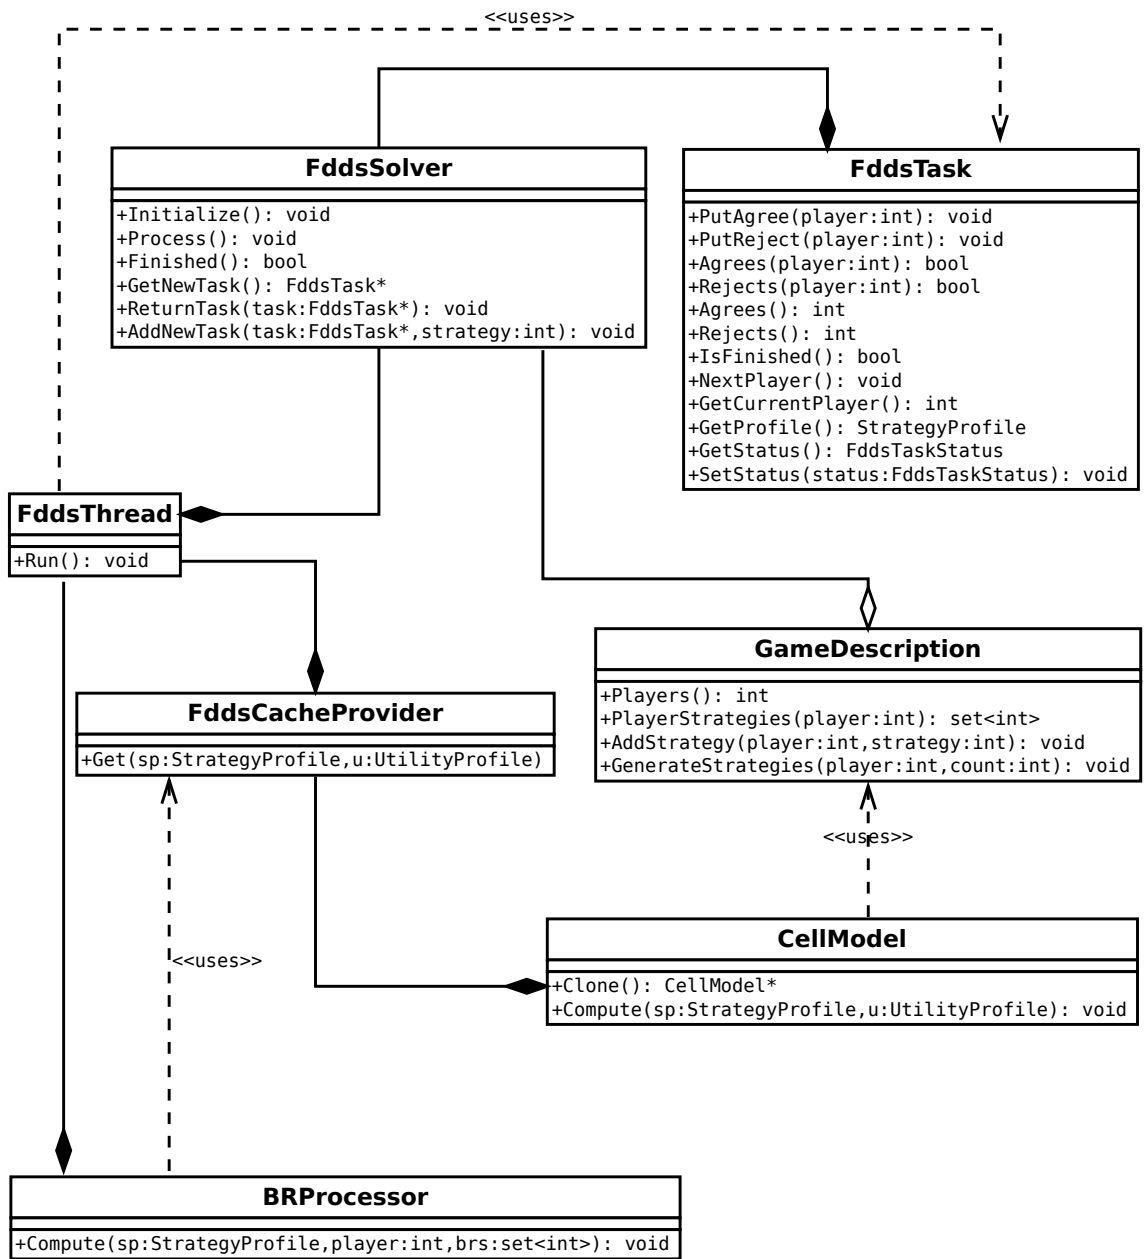 <<uses>>
FddsSolver
+Initialize(): void
+Process(): void
+Finished(): bool
+GetNewTask(): FddsTask*
+ReturnTask(task:FddsTask*): void
+AddNewTask(task:FddsTask*,strategy:int): void
FddsTask
+PutAgree(player:int): void
+PutReject(player:int): void
+Agrees(player:int): bool
+Rejects(player:int): bool
+Agrees(): int
+Rejects(): int
+IsFinished(): bool
+NextPlayer(): void
+GetCurrentPlayer(): int
+GetProfile(): StrategyProfile
+GetStatus(): FddsTaskStatus
+SetStatus(status:FddsTaskStatus): void
FddsThread
+Run(): void
GameDescription
+Players(): int
+PlayerStrategies(player:int): set<int>
+AddStrategy(player:int,strategy:int): void
+GenerateStrategies(player:int,count:int): void
FddsCacheProvider
+Get(sp:StrategyProfile,u:UtilityProfile)
<<uses>>
CellModel
+Clone(): CellModel*
+Compute(sp:StrategyProfile,u:UtilityProfile): void
<<uses>>
BRProcessor
+Compute(sp:StrategyProfile,player:int,brs:set<int>): void